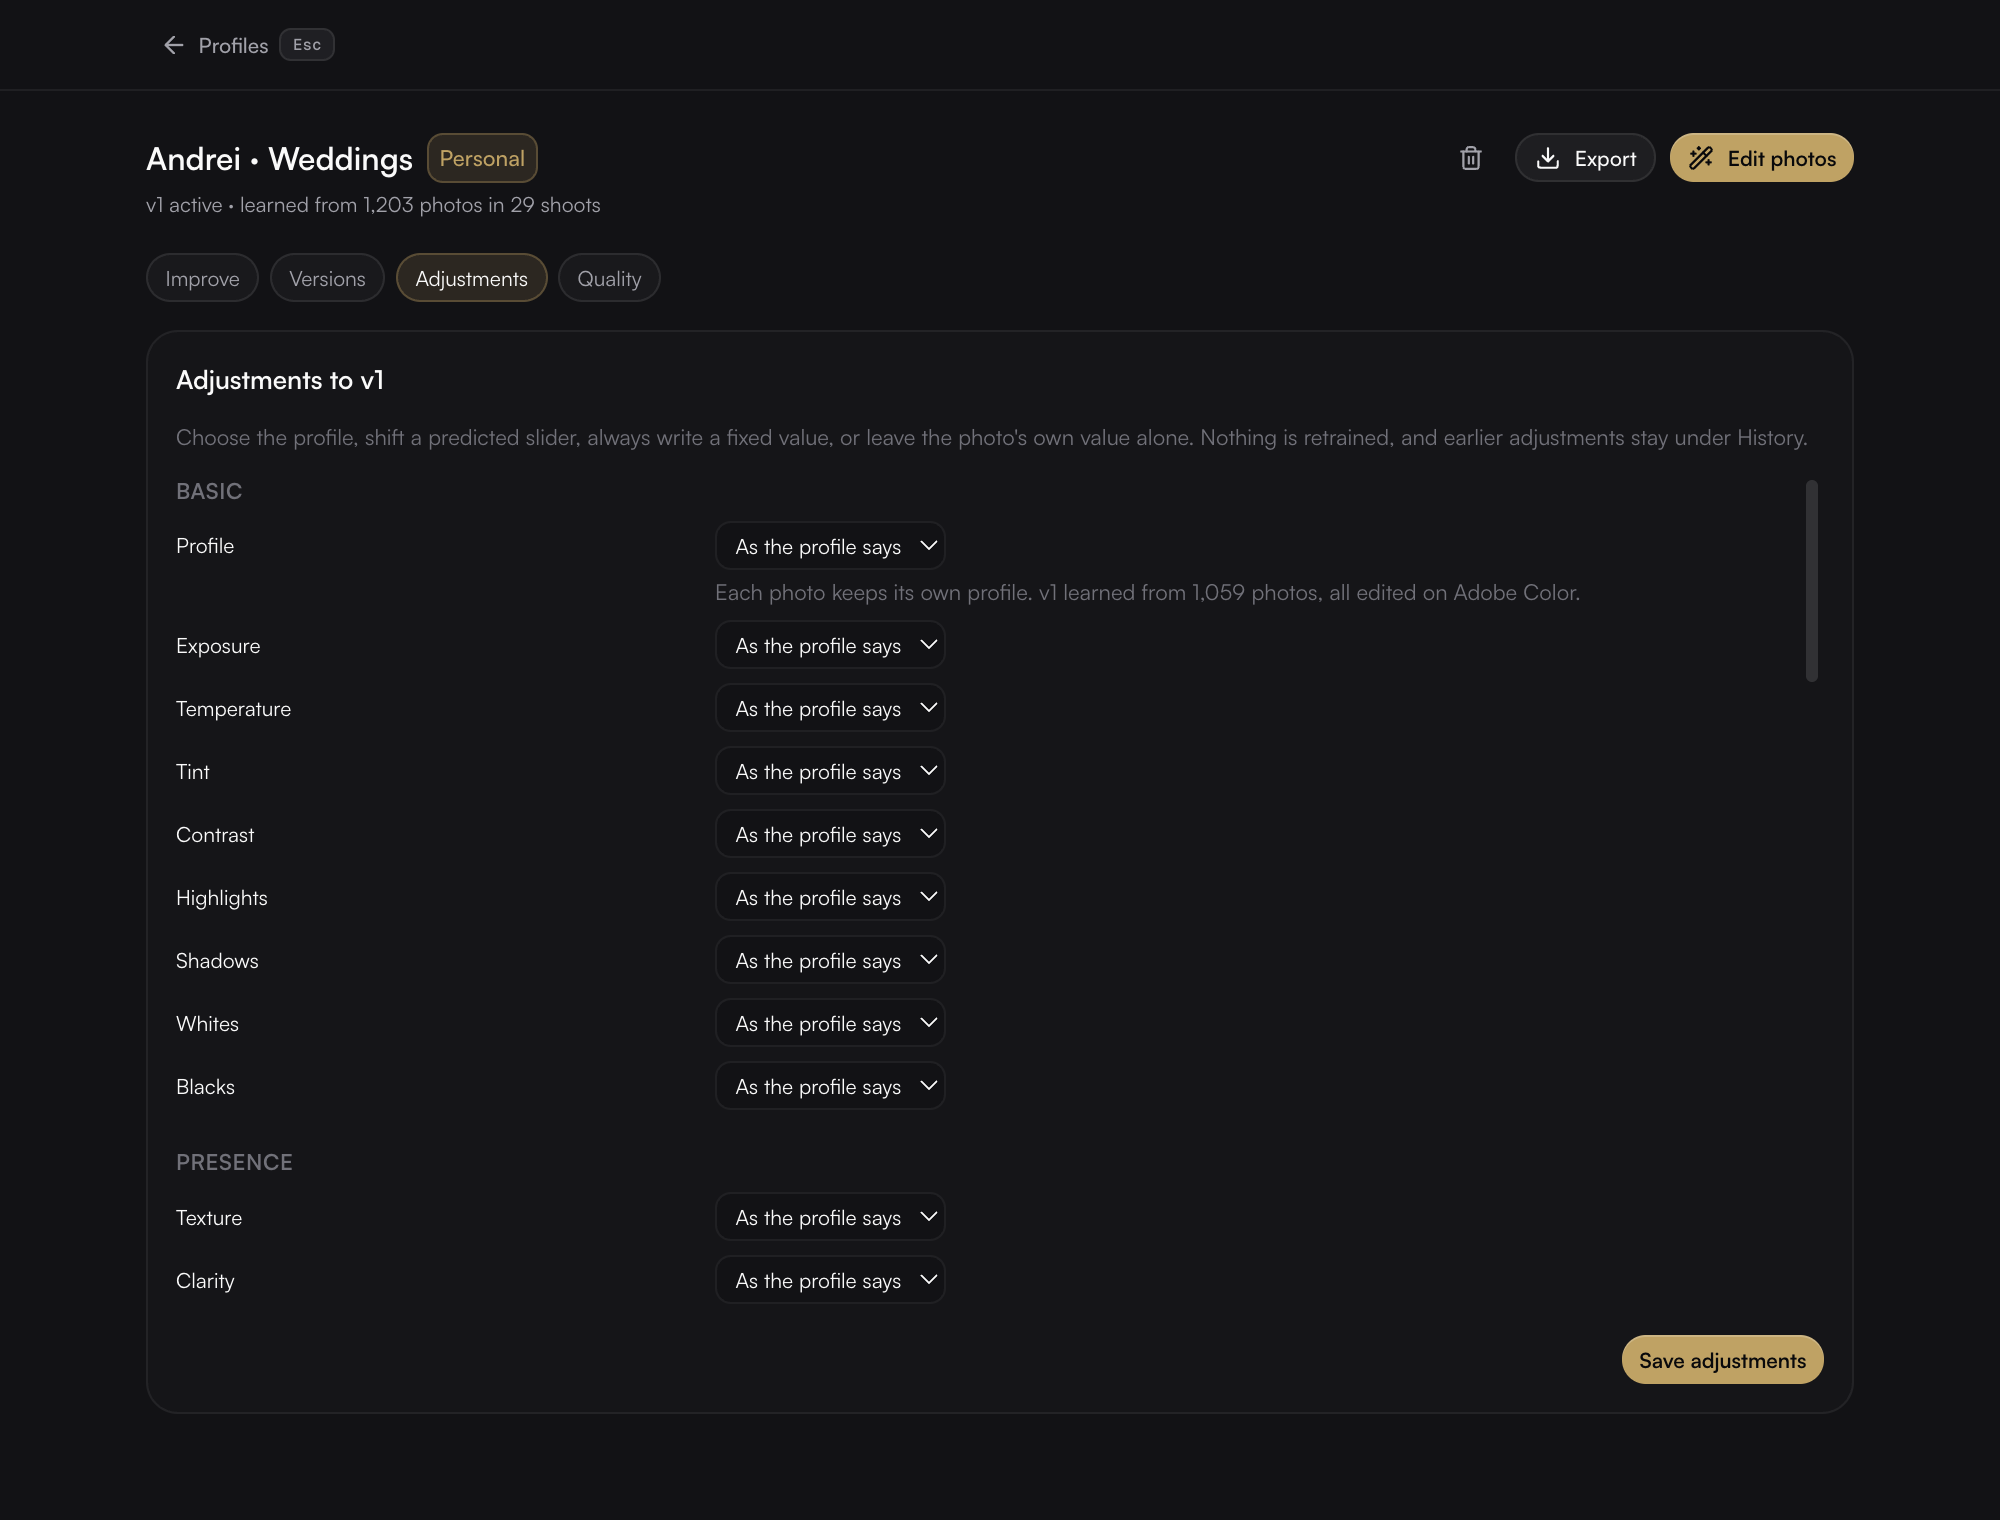 Profiles Esc
Andrei · Weddings Personal
Export
Edit photos
v1 active · learned from 1,203 photos in 29 shoots
Improve Versions Adjustments Quality
Adjustments to v1
Choose the profile, shift a predicted slider, always write a fixed value, or leave the photo's own value alone. Nothing is retrained, and earlier adjustments stay under History.
BASIC
Profile As the profile says
Each photo keeps its own profile. v1 learned from 1,059 photos, all edited on Adobe Color.
Exposure As the profile says
Temperature As the profile says
Tint As the profile says
Contrast As the profile says
Highlights As the profile says
Shadows As the profile says
Whites As the profile says
Blacks As the profile says
PRESENCE
Texture As the profile says
Clarity As the profile says
Save adjustments